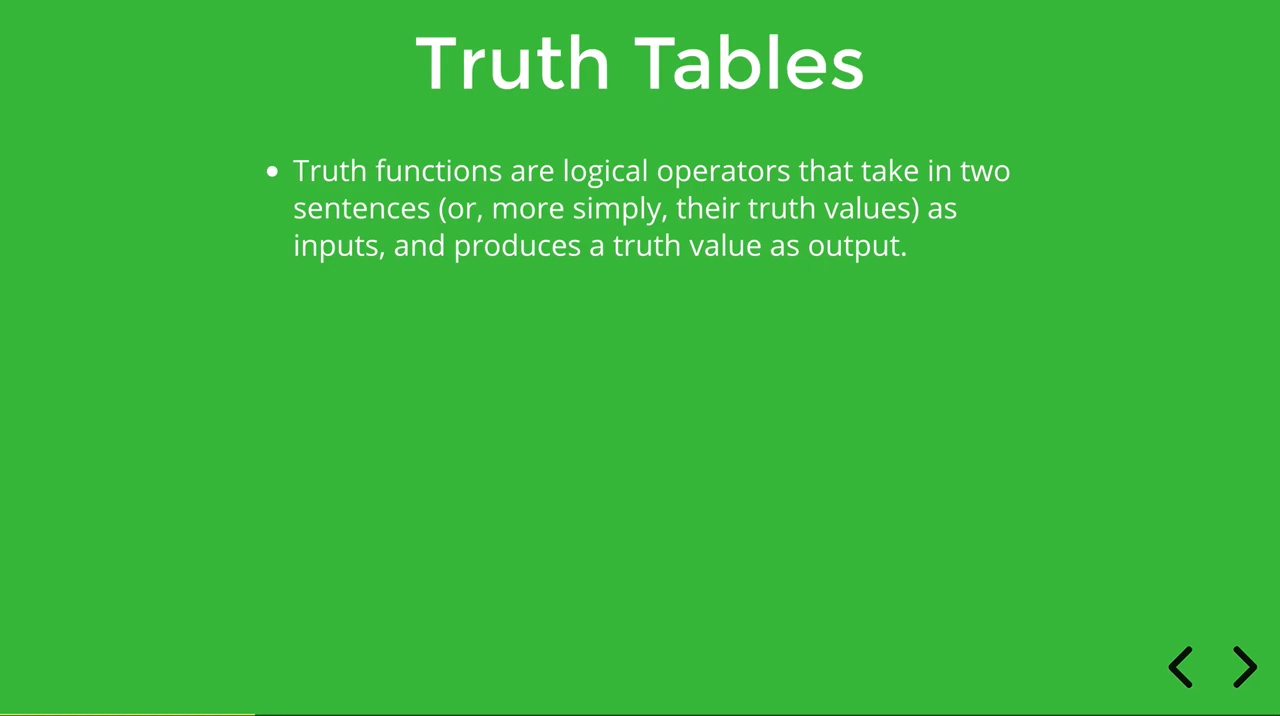 Truth Tables
• Truth functions are logical operators that take in two
sentences (or, more simply, their truth values) as
inputs, and produces a truth value as output.